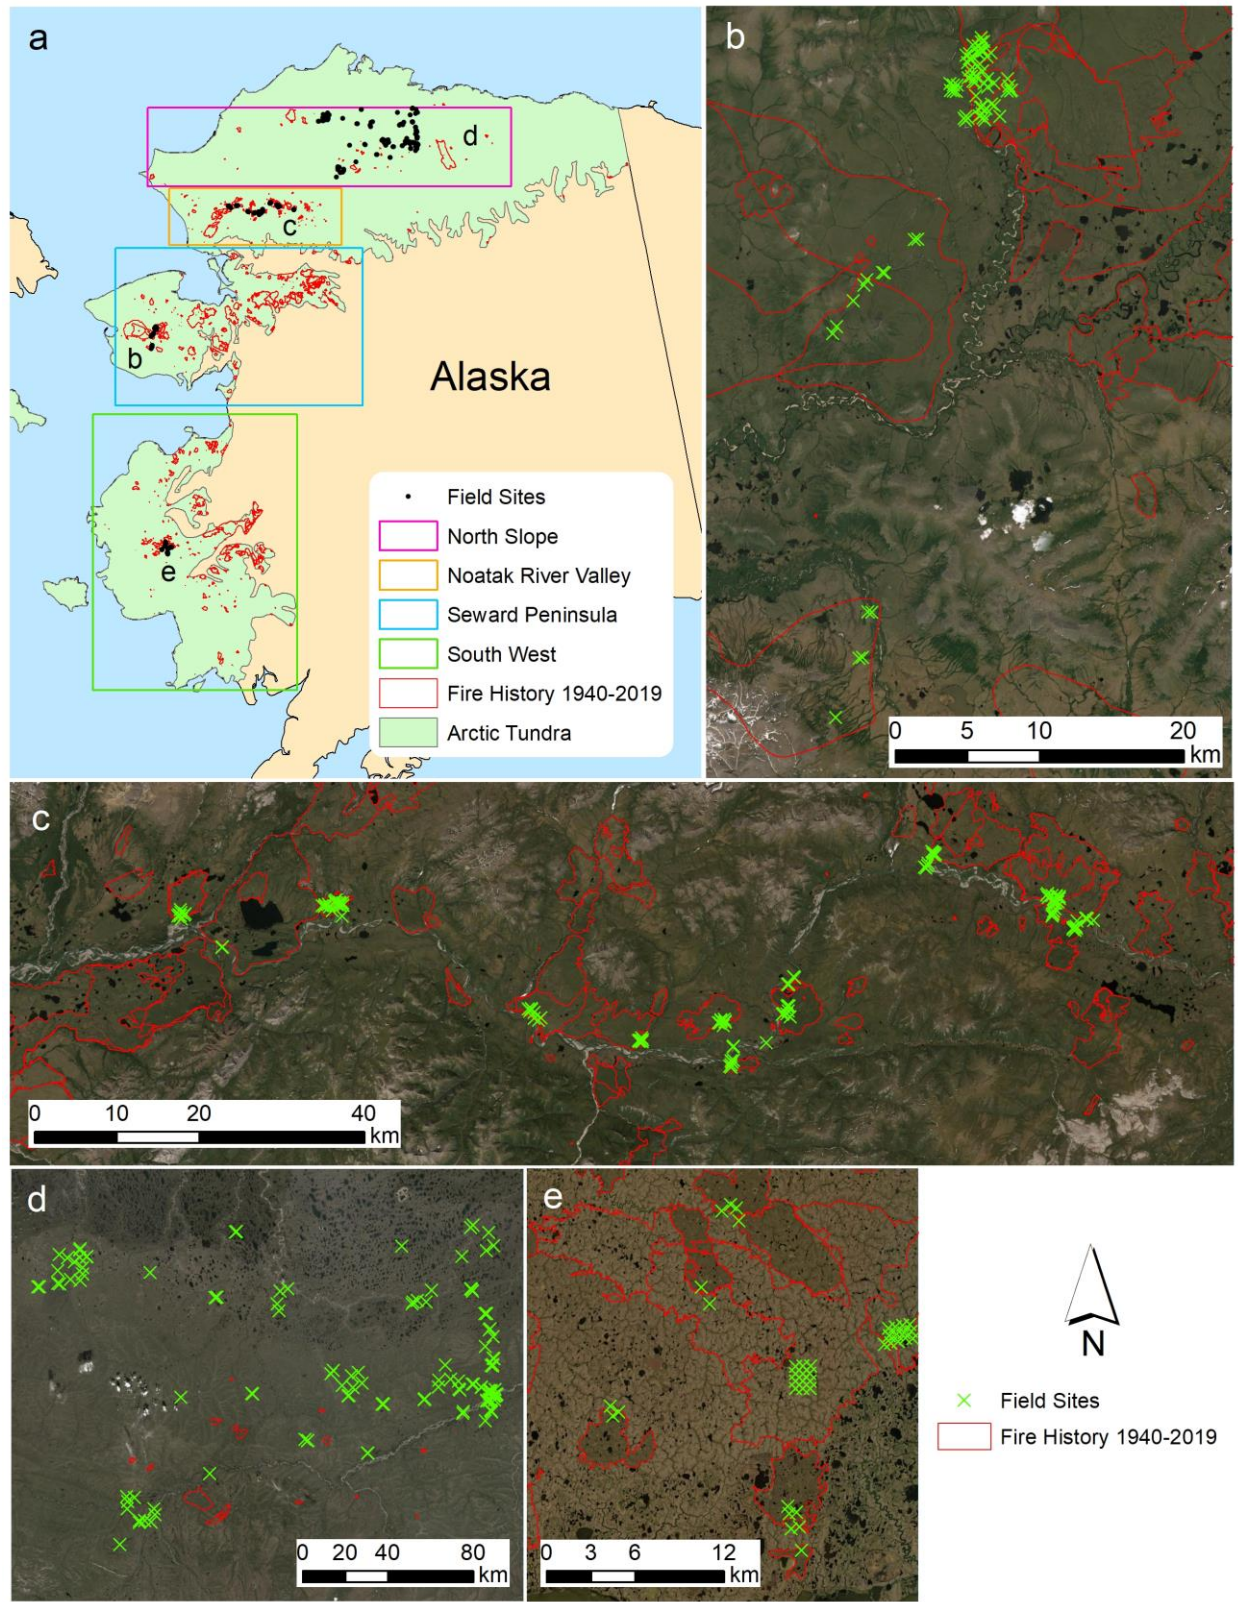 a
d
c
b
e
Alaska
Field Sites
North Slope
Noatak River Valley
Seward Peninsula
South West
Fire History 1940-2019
Arctic Tundra
b
0 5 10 20
km
c
0 10 20 40
km
d
0 20 40 80
km
e
0 3 6 12
km
N
Field Sites
Fire History 1940-2019